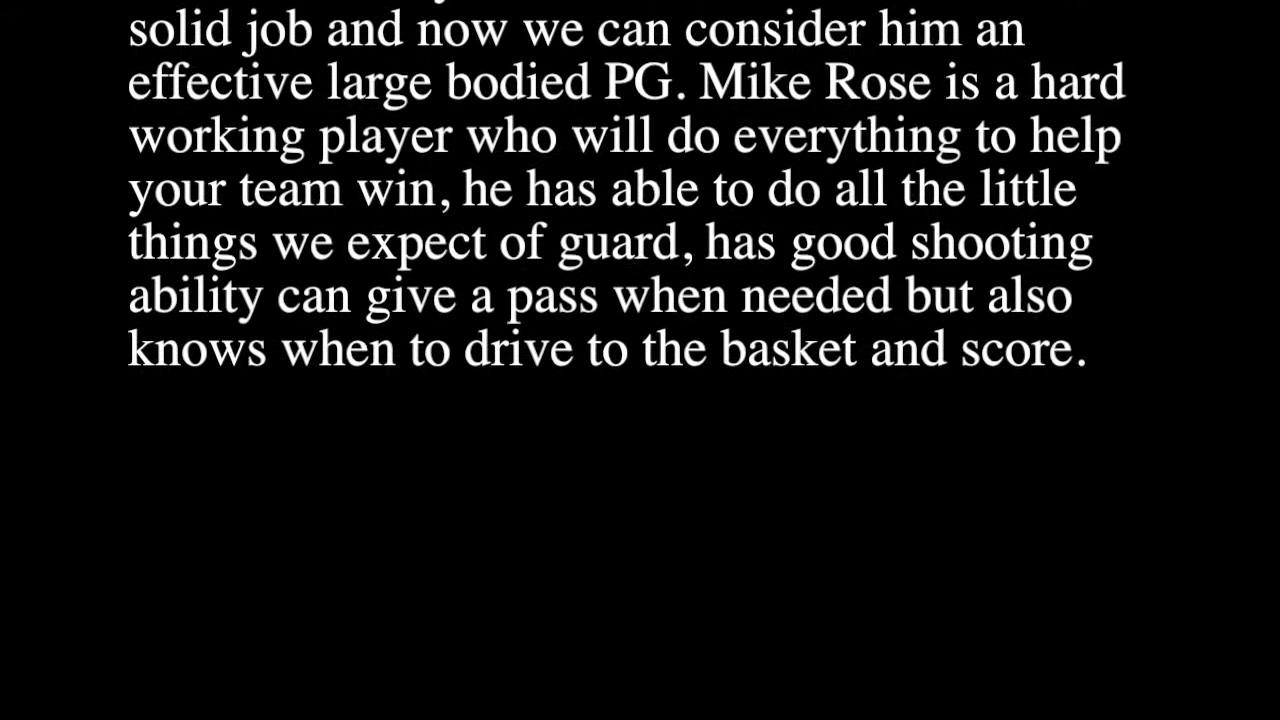 solid job and now we can consider him an
effective large bodied PG. Mike Rose is a hard
working player who will do everything to help
your team win, he has able to do all the little
things we expect of guard, has good shooting
ability can give a pass when needed but also
knows when to drive to the basket and score.